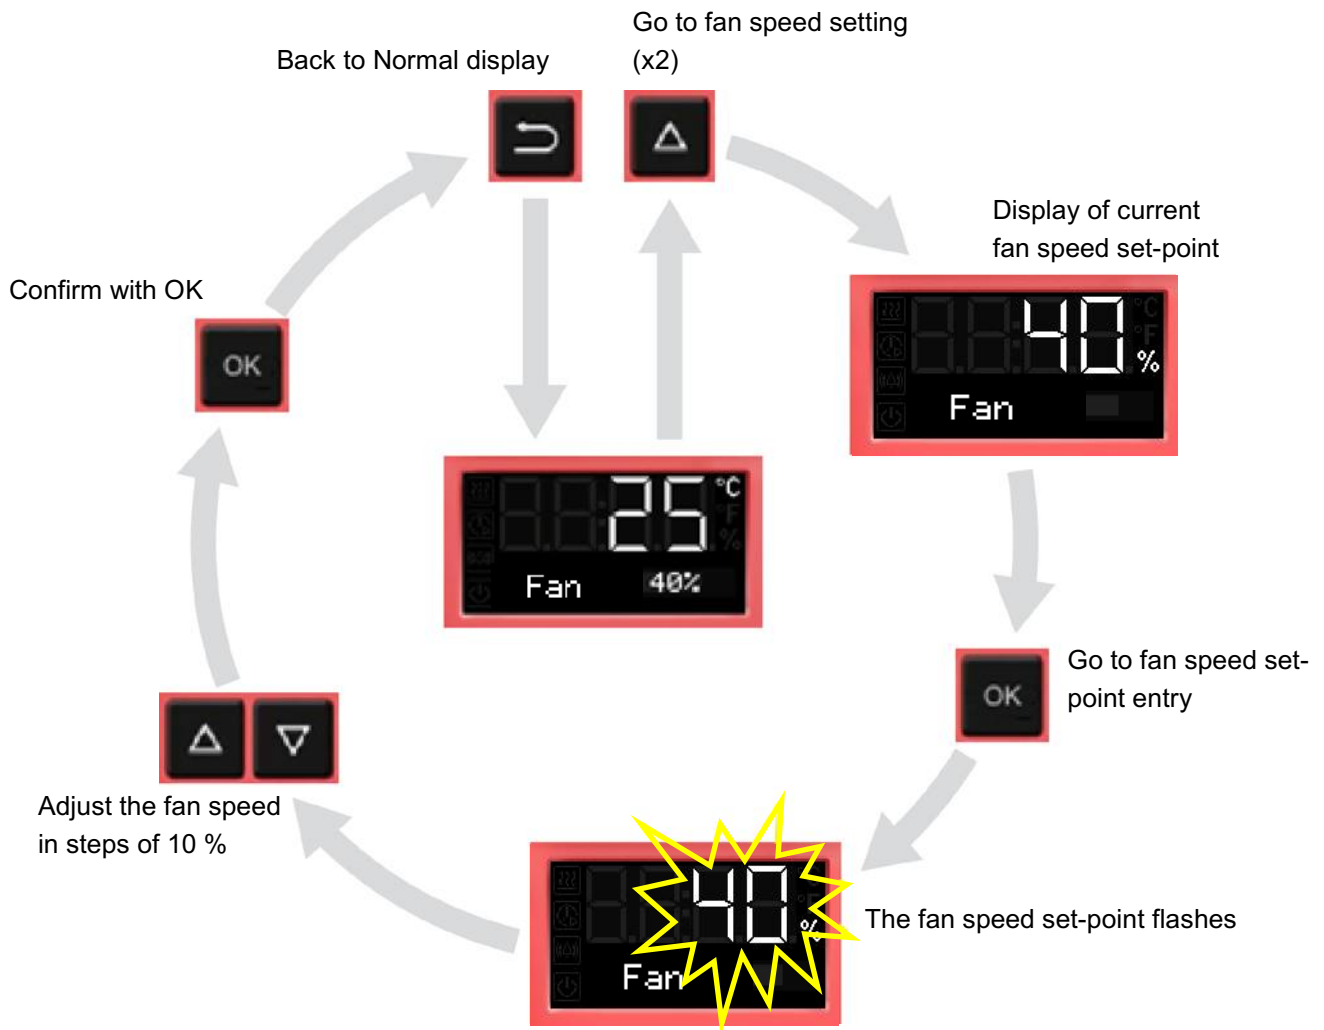 Go to fan speed setting
(x2)
Back to Normal display
Display of current
fan speed set-point
40
%
Fan
Confirm with OK
OK
25 °C
Fan 40%
Go to fan speed set-
point entry
OK
Adjust the fan speed
in steps of 10 %
40
%
Fan
The fan speed set-point flashes